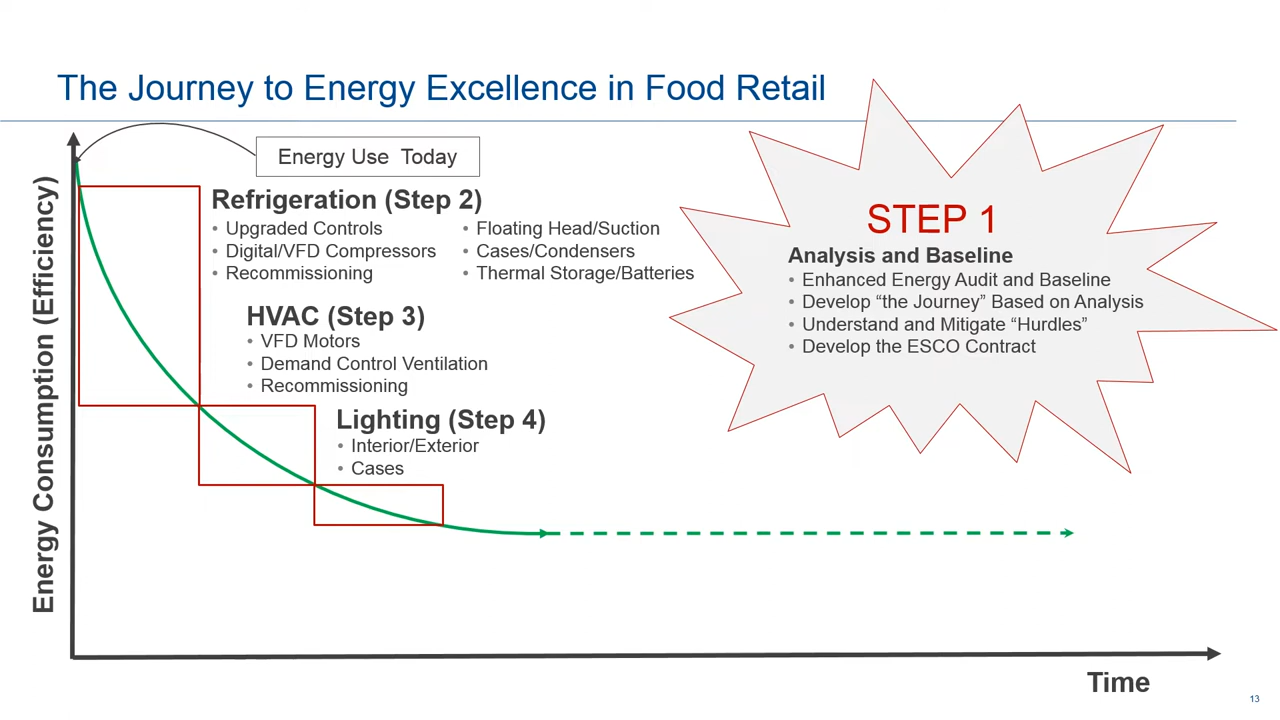 The Journey to Energy Excellence in Food Retail
Energy Use  Today
Energy Consumption (Efficiency)
Refrigeration (Step 2)
• Upgraded Controls
• Digital/VFD Compressors
• Recommissioning
• Floating Head/Suction
• Cases/Condensers
• Thermal Storage/Batteries
HVAC (Step 3)
• VFD Motors
• Demand Control Ventilation
• Recommissioning
Lighting (Step 4)
• Interior/Exterior
• Cases
STEP 1
Analysis and Baseline
• Enhanced Energy Audit and Baseline
• Develop “the Journey” Based on Analysis
• Understand and Mitigate “Hurdles”
• Develop the ESCO Contract
Time
13